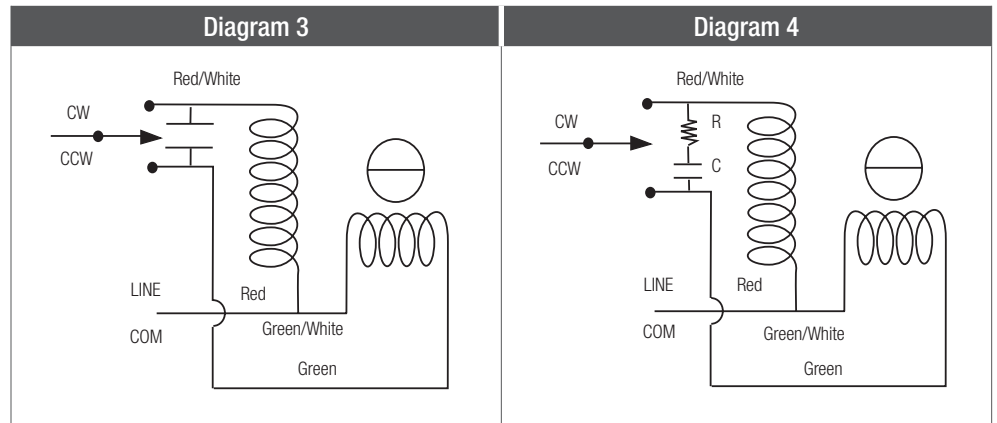 Diagram 3
Red/White
CW
CCW
LINE
Red
COM
Green/White
Green
Diagram 4
Red/White
CW
R
CCW
C
LINE
Red
COM
Green/White
Green